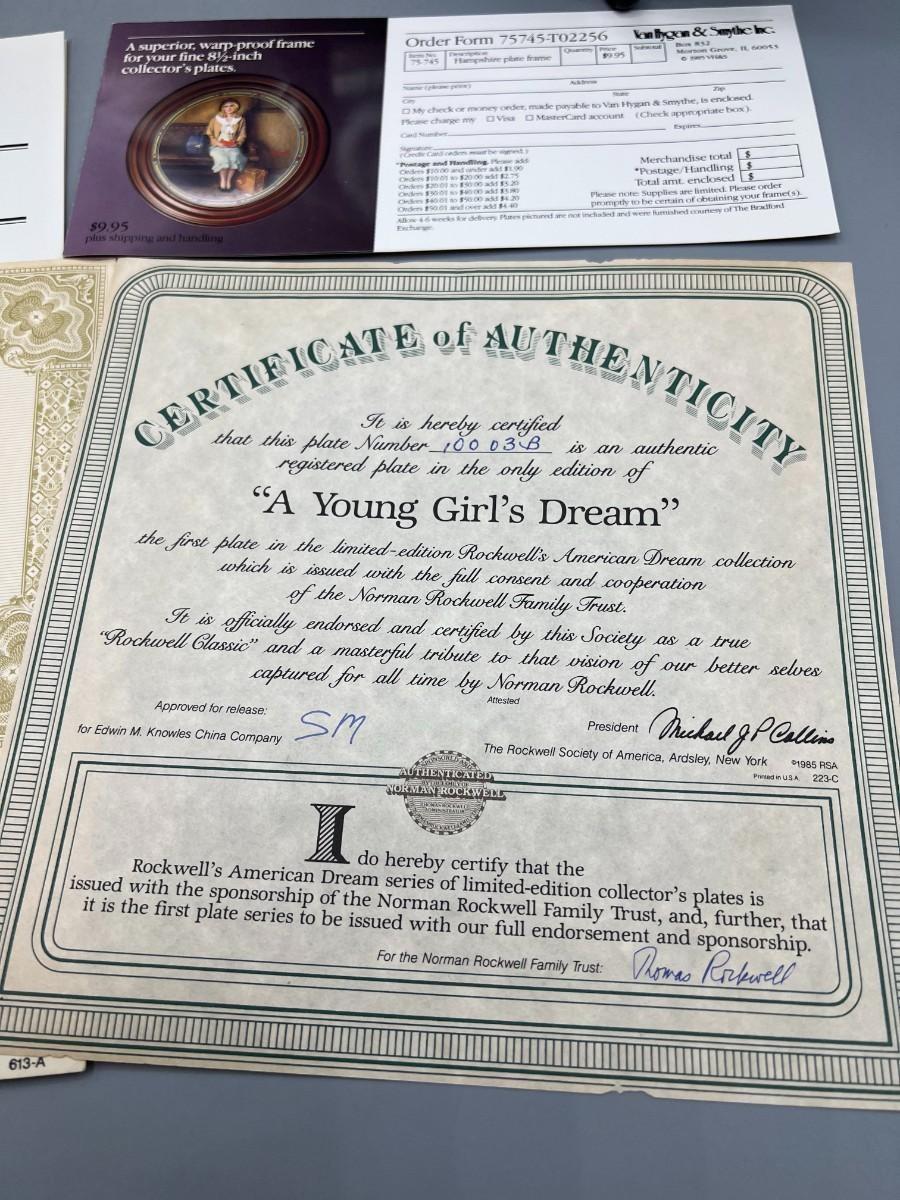 A superior, warp-proof frame
for your fine 8½-inch
collector's plates.
$9.95
plus shipping and handling
Order Form 75745-T02256
Van Hygan & Smythe Inc.
Box 832
Morton Grove, IL 60053
© 1985 VH&S
Item No.
75-745
Description
Hampshire plate frame
Quantity
Price
$9.95
Subtotal
Name (please print)
Address
City
State
Zip
☐ My check or money order, made payable to Van Hygan & Smythe, is enclosed.
Please charge my ☐ Visa ☐ MasterCard account (Check appropriate box).
Card Number
Expires
Signature
(Credit Card orders must be signed.)
*Postage and Handling. Please add:
Orders $10.00 and under add $1.90
Orders $10.01 to $20.00 add $2.75
Orders $20.01 to $30.00 add $3.20
Orders $30.01 to $40.00 add $3.80
Orders $40.01 to $50.00 add $4.20
Orders $50.01 and over add $4.40
Merchandise total $
*Postage/Handling $
Total amt. enclosed $
Please note: Supplies are limited. Please order
promptly to be certain of obtaining your frame(s).
Allow 4-6 weeks for delivery. Plates pictured are not included and were furnished courtesy of The Bradford
Exchange.
CERTIFICATE of AUTHENTICITY
It is hereby certified
that this plate Number 10003B is an authentic
registered plate in the only edition of
“A Young Girl's Dream”
the first plate in the limited-edition Rockwell's American Dream collection
which is issued with the full consent and cooperation
of the Norman Rockwell Family Trust.
It is officially endorsed and certified by this Society as a true
“Rockwell Classic” and a masterful tribute to that vision of our better selves
captured for all time by Norman Rockwell.
Attested
Approved for release:
for Edwin M. Knowles China Company SM
President Michael J P Collins
The Rockwell Society of America, Ardsley, New York ©1985 RSA
Printed in U.S.A. 223-C
AUTHENTICATED
NORMAN ROCKWELL
I do hereby certify that the
Rockwell's American Dream series of limited-edition collector's plates is
issued with the sponsorship of the Norman Rockwell Family Trust, and, further, that
it is the first plate series to be issued with our full endorsement and sponsorship.
For the Norman Rockwell Family Trust: Thomas Rockwell
613-A